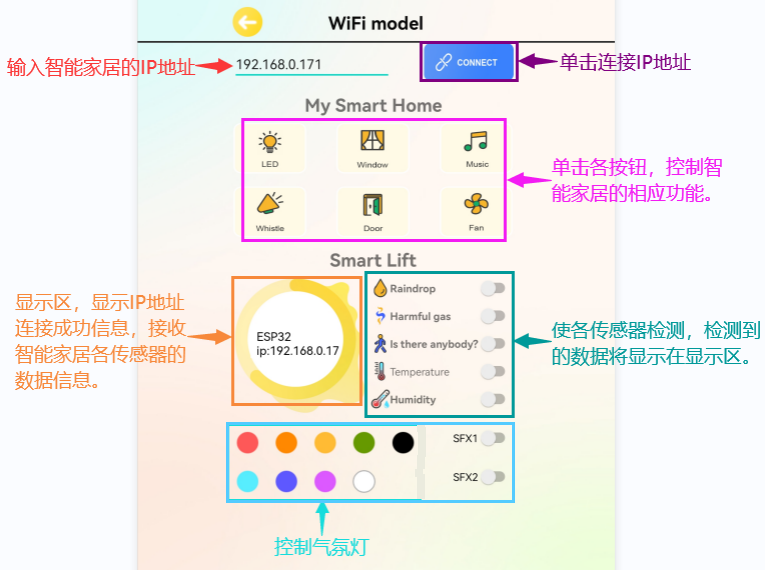 WiFi model
输入智能家居的IP地址
192.168.0.171
CONNECT
单击连接IP地址
My Smart Home
LED
Window
Music
单击各按钮，控制智
能家居的相应功能。
Whistle
Door
Fan
Smart Lift
显示区，显示IP地址
连接成功信息，接收
智能家居各传感器的
数据信息。
ESP32
ip:192.168.0.17
Raindrop
Harmful gas
Is there anybody?
Temperature
Humidity
使各传感器检测，检测到
的数据将显示在显示区。
SFX1
SFX2
控制气氛灯